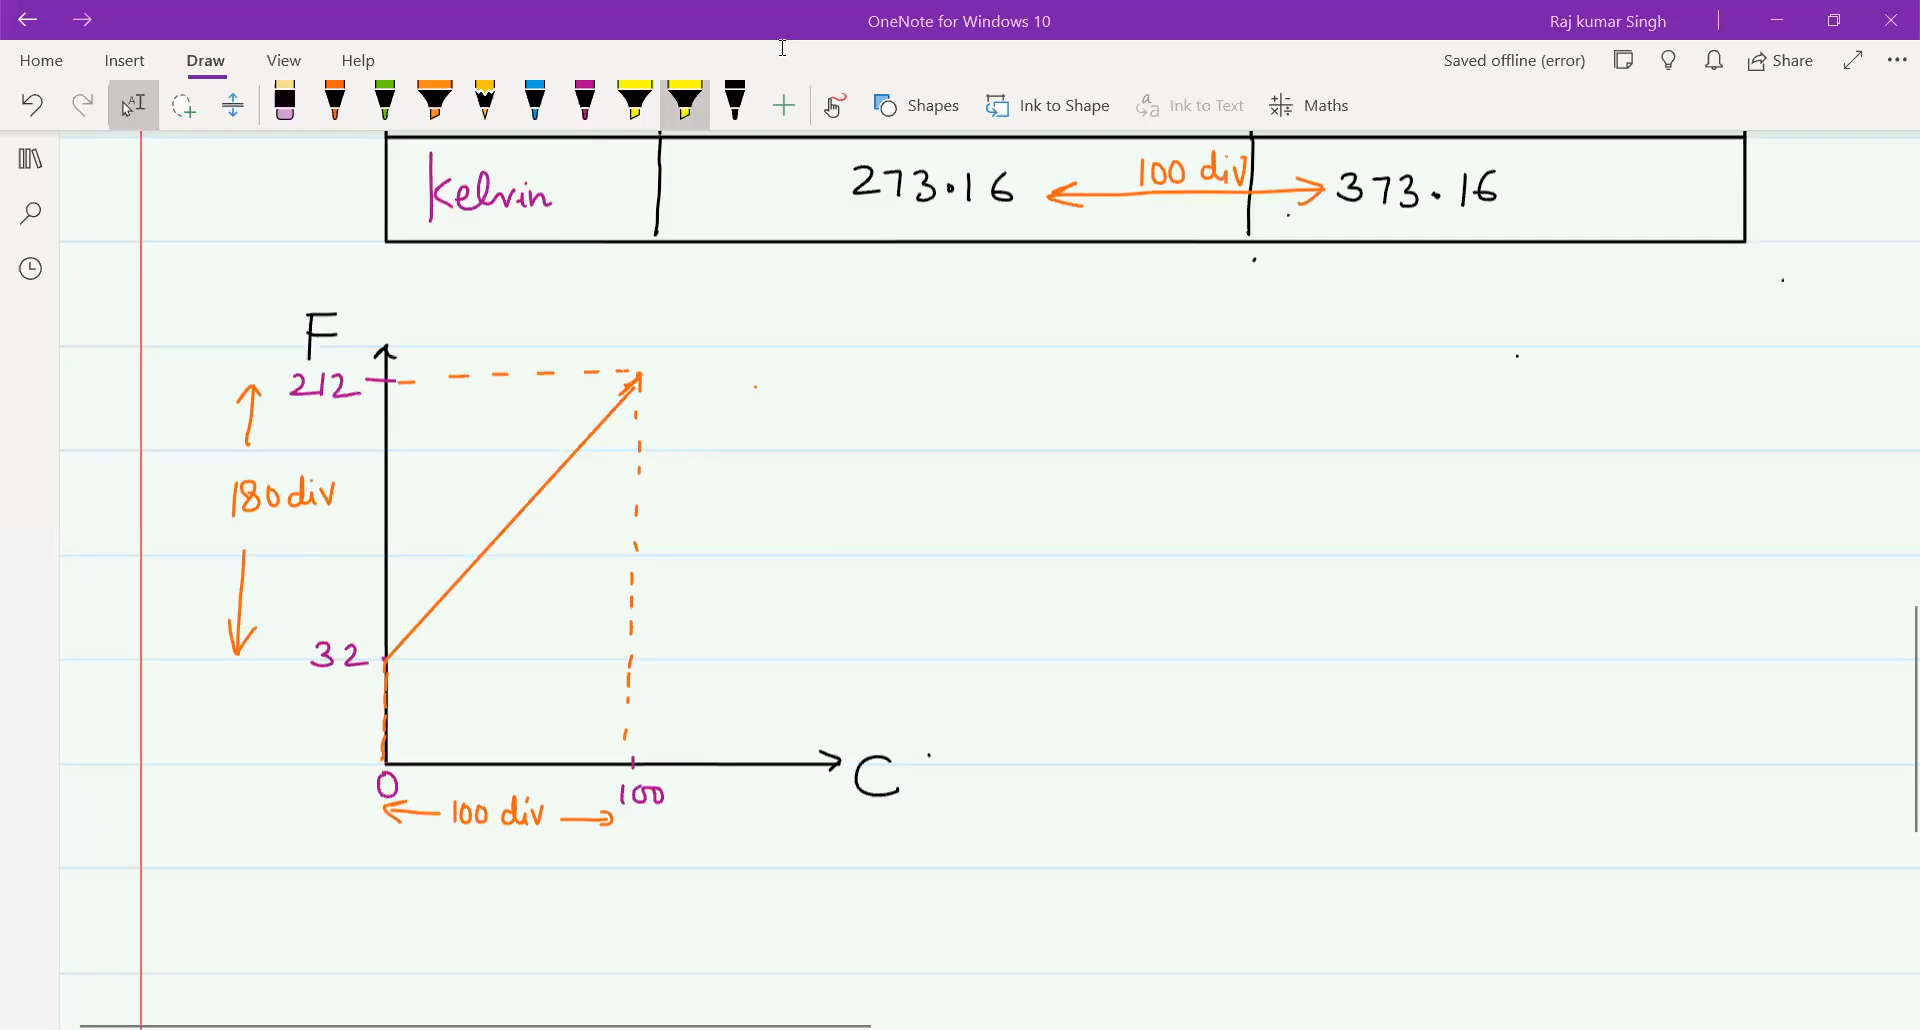 OneNote for Windows 10
Raj kumar Singh
Home Insert Draw View Help
Saved offline (error)
Share
Shapes
Ink to Shape
Ink to Text
Maths
Kelvin 273.16 100 div 373.16
F
212
180 div
32
0
100
C
100 div